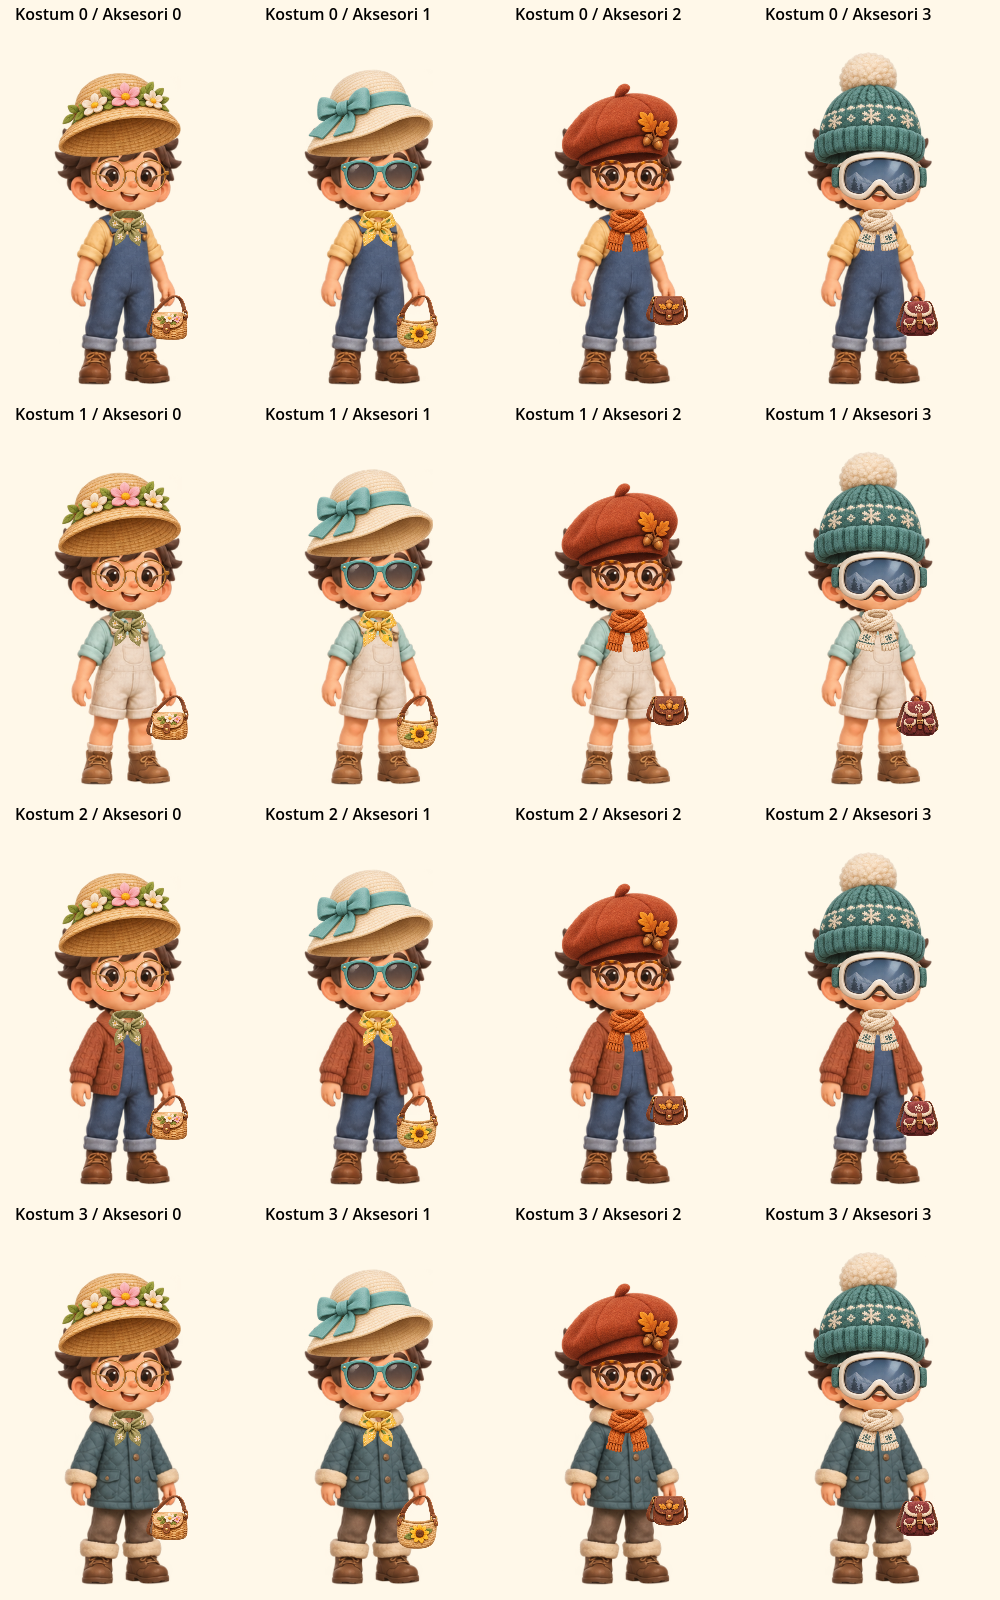 Kostum 0 / Aksesori 0
Kostum 0 / Aksesori 1
Kostum 0 / Aksesori 2
Kostum 0 / Aksesori 3
Kostum 1 / Aksesori 0
Kostum 1 / Aksesori 1
Kostum 1 / Aksesori 2
Kostum 1 / Aksesori 3
Kostum 2 / Aksesori 0
Kostum 2 / Aksesori 1
Kostum 2 / Aksesori 2
Kostum 2 / Aksesori 3
Kostum 3 / Aksesori 0
Kostum 3 / Aksesori 1
Kostum 3 / Aksesori 2
Kostum 3 / Aksesori 3